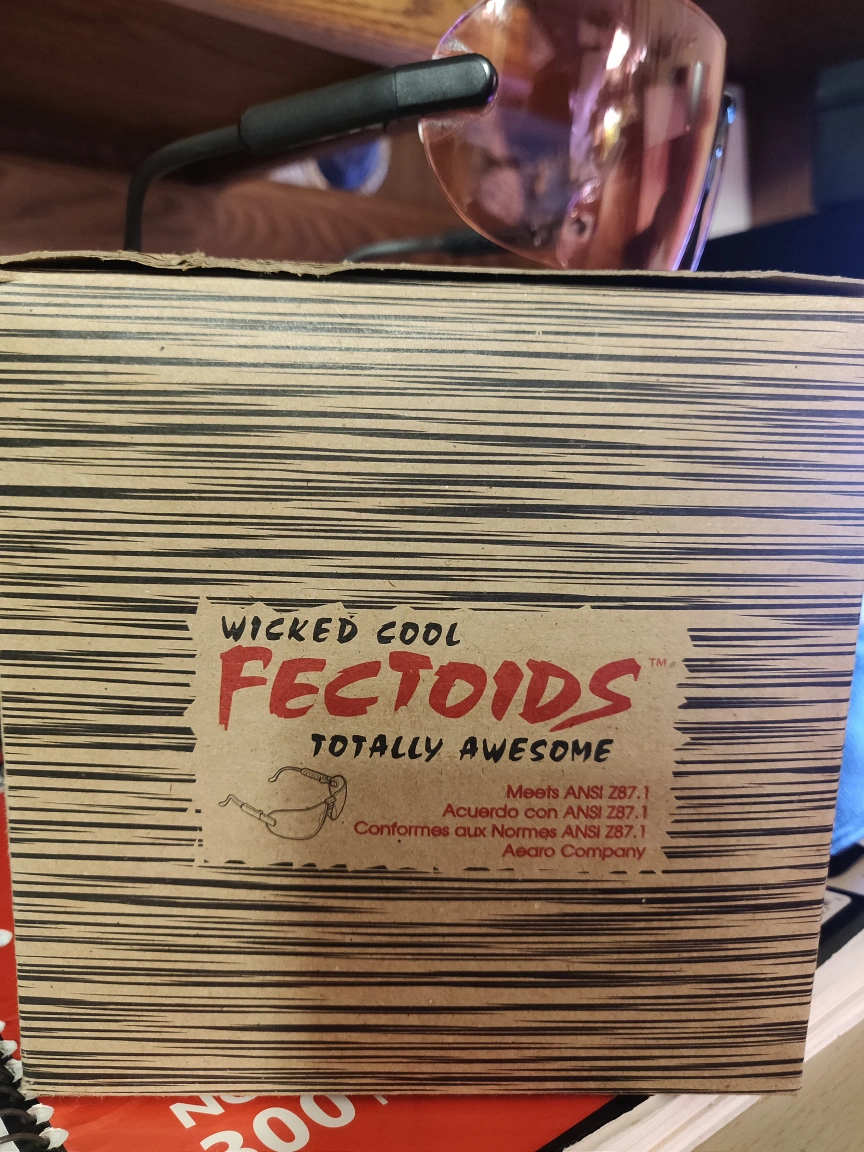 WICKED COOL
FECTOIDS™
TOTALLY AWESOME
Meets ANSI Z87.1
Acuerdo con ANSI Z87.1
Conformes aux Normes ANSI Z87.1
Aearo Company
300